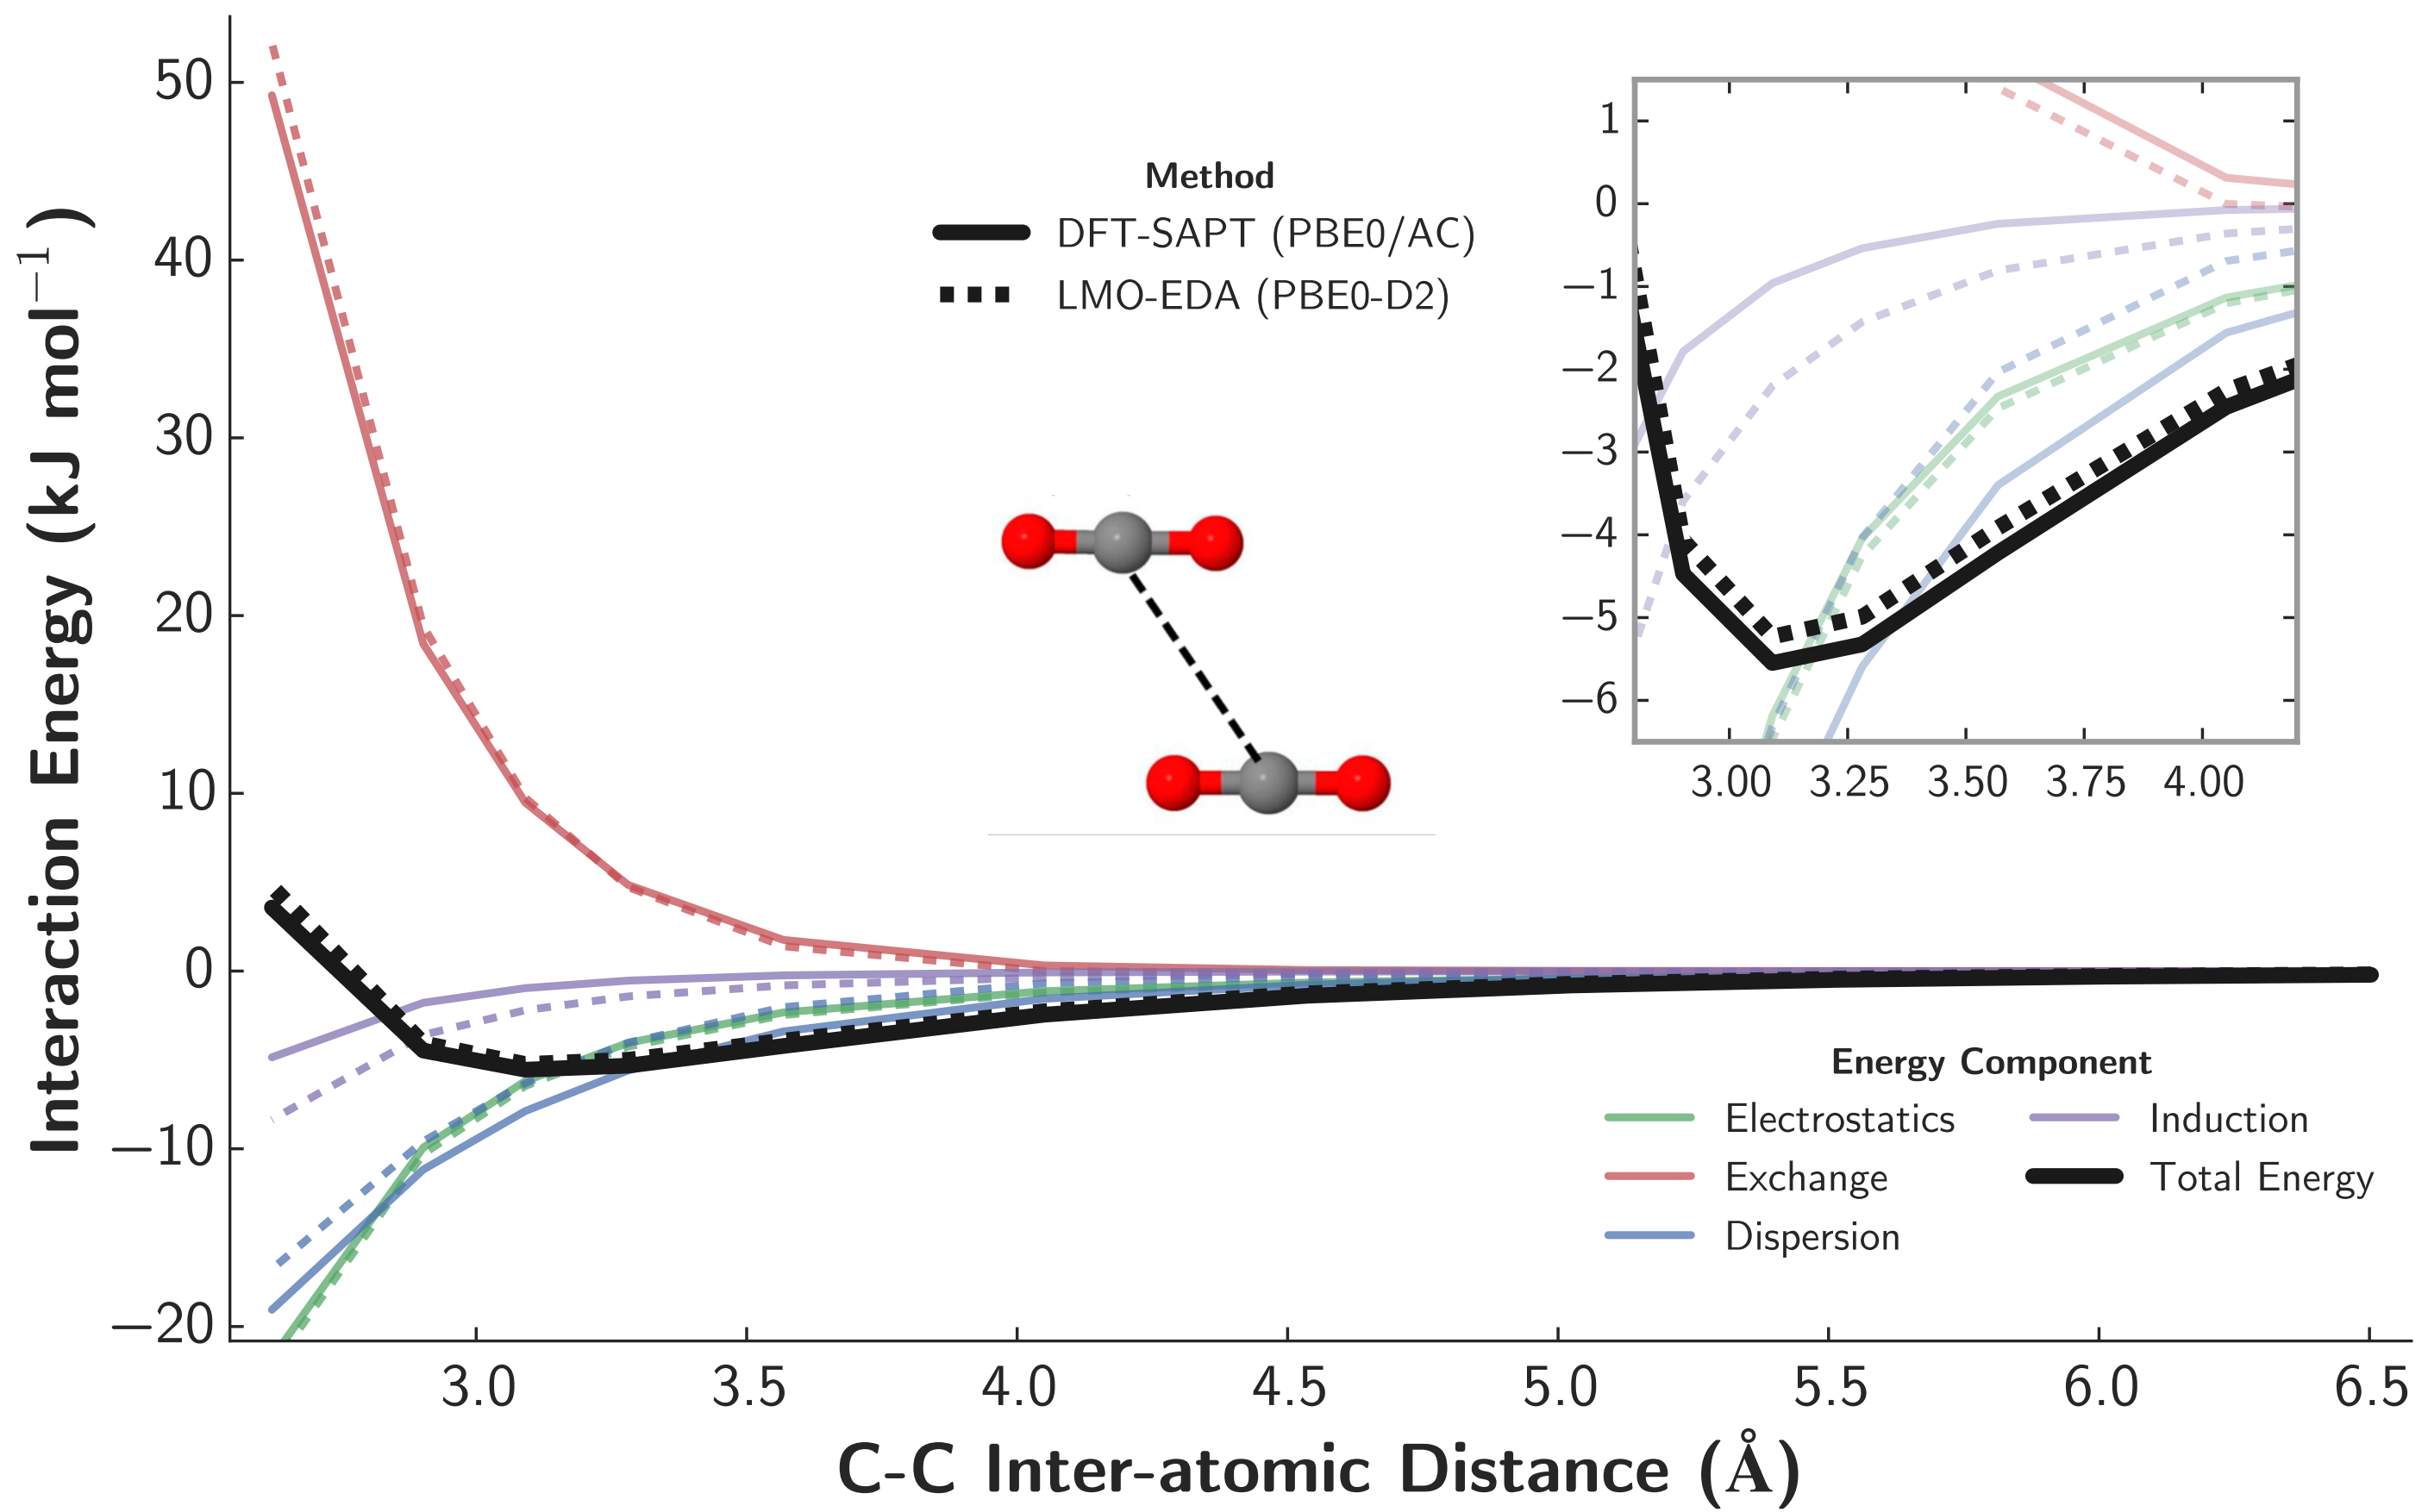 Interaction Energy (kJ mol⁻¹)
50
40
30
20
10
0
−10
−20
Method
DFT-SAPT (PBE0/AC)
LMO-EDA (PBE0-D2)
1
0
−1
−2
−3
−4
−5
−6
3.00 3.25 3.50 3.75 4.00
Energy Component
Electrostatics
Exchange
Dispersion
Induction
Total Energy
3.0 3.5 4.0 4.5 5.0 5.5 6.0 6.5
C-C Inter-atomic Distance (Å)